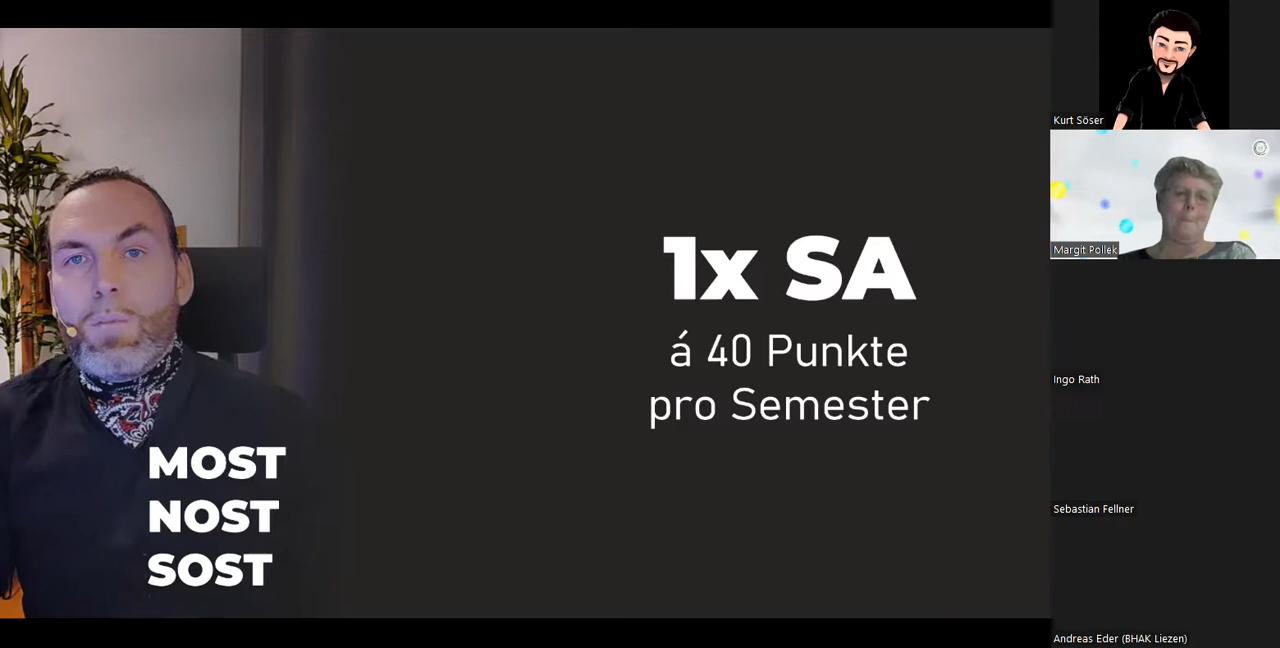 MOST
NOST
SOST
1x SA
á 40 Punkte
pro Semester
Kurt Söser
Margit Pollek
Ingo Rath
Sebastian Fellner
Andreas Eder (BHAK Liezen)